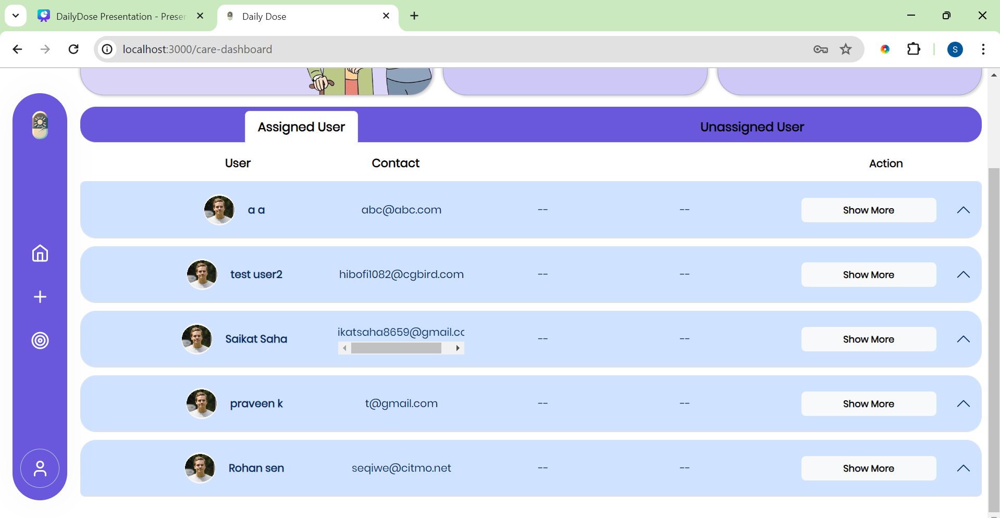 DailyDose Presentation - Preser
Daily Dose
localhost:3000/care-dashboard
S
Assigned User
Unassigned User
User Contact Action
a a abc@abc.com -- -- Show More
test user2 hibofi1082@cgbird.com -- -- Show More
Saikat Saha ikatsaha8659@gmail.cc -- -- Show More
praveen k t@gmail.com -- -- Show More
Rohan sen seqiwe@citmo.net -- -- Show More